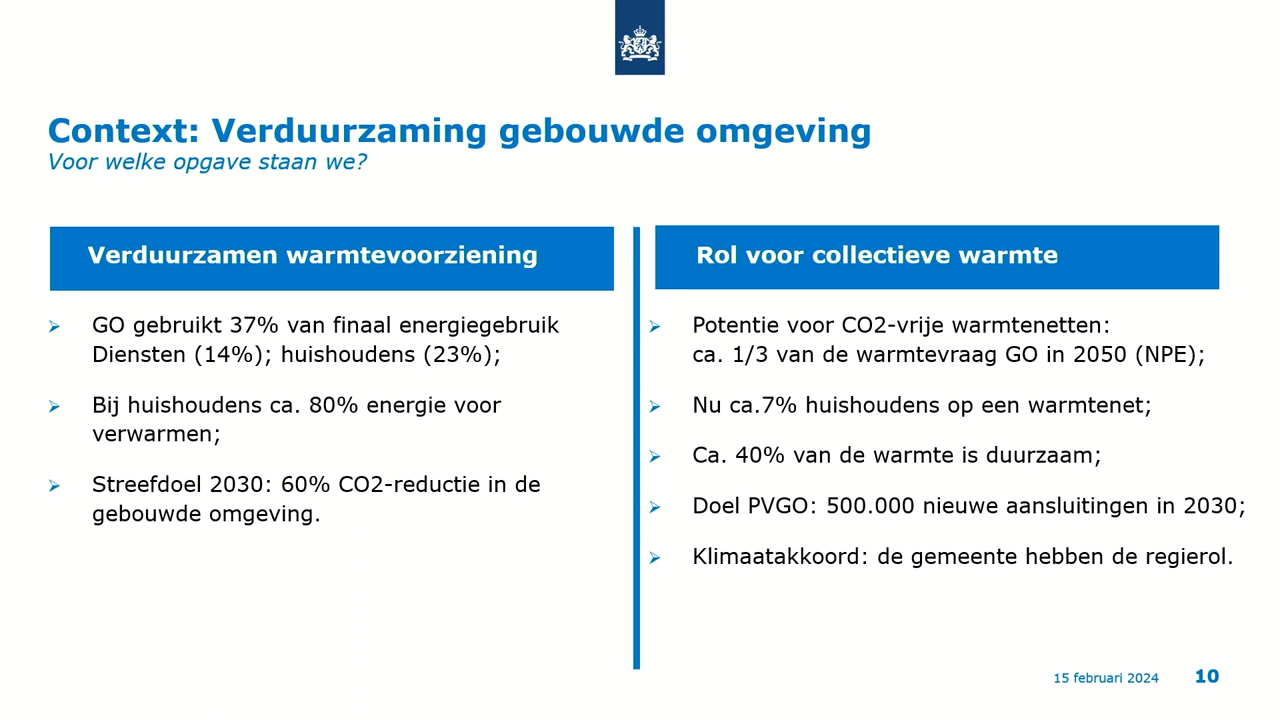 Context: Verduurzaming gebouwde omgeving
Voor welke opgave staan we?
Verduurzamen warmtevoorziening
GO gebruikt 37% van finaal energiegebruik
Diensten (14%); huishoudens (23%);
Bij huishoudens ca. 80% energie voor
verwarmen;
Streefdoel 2030: 60% CO2-reductie in de
gebouwde omgeving.
Rol voor collectieve warmte
Potentie voor CO2-vrije warmtenetten:
ca. 1/3 van de warmtevraag GO in 2050 (NPE);
Nu ca.7% huishoudens op een warmtenet;
Ca. 40% van de warmte is duurzaam;
Doel PVGO: 500.000 nieuwe aansluitingen in 2030;
Klimaatakkoord: de gemeente hebben de regierol.
15 februari 2024
10